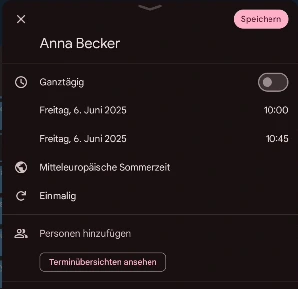 Speichern
Anna Becker
Ganztägig
Freitag, 6. Juni 2025 10:00
Freitag, 6. Juni 2025 10:45
Mitteleuropäische Sommerzeit
Einmalig
Personen hinzufügen
Terminübersichten ansehen